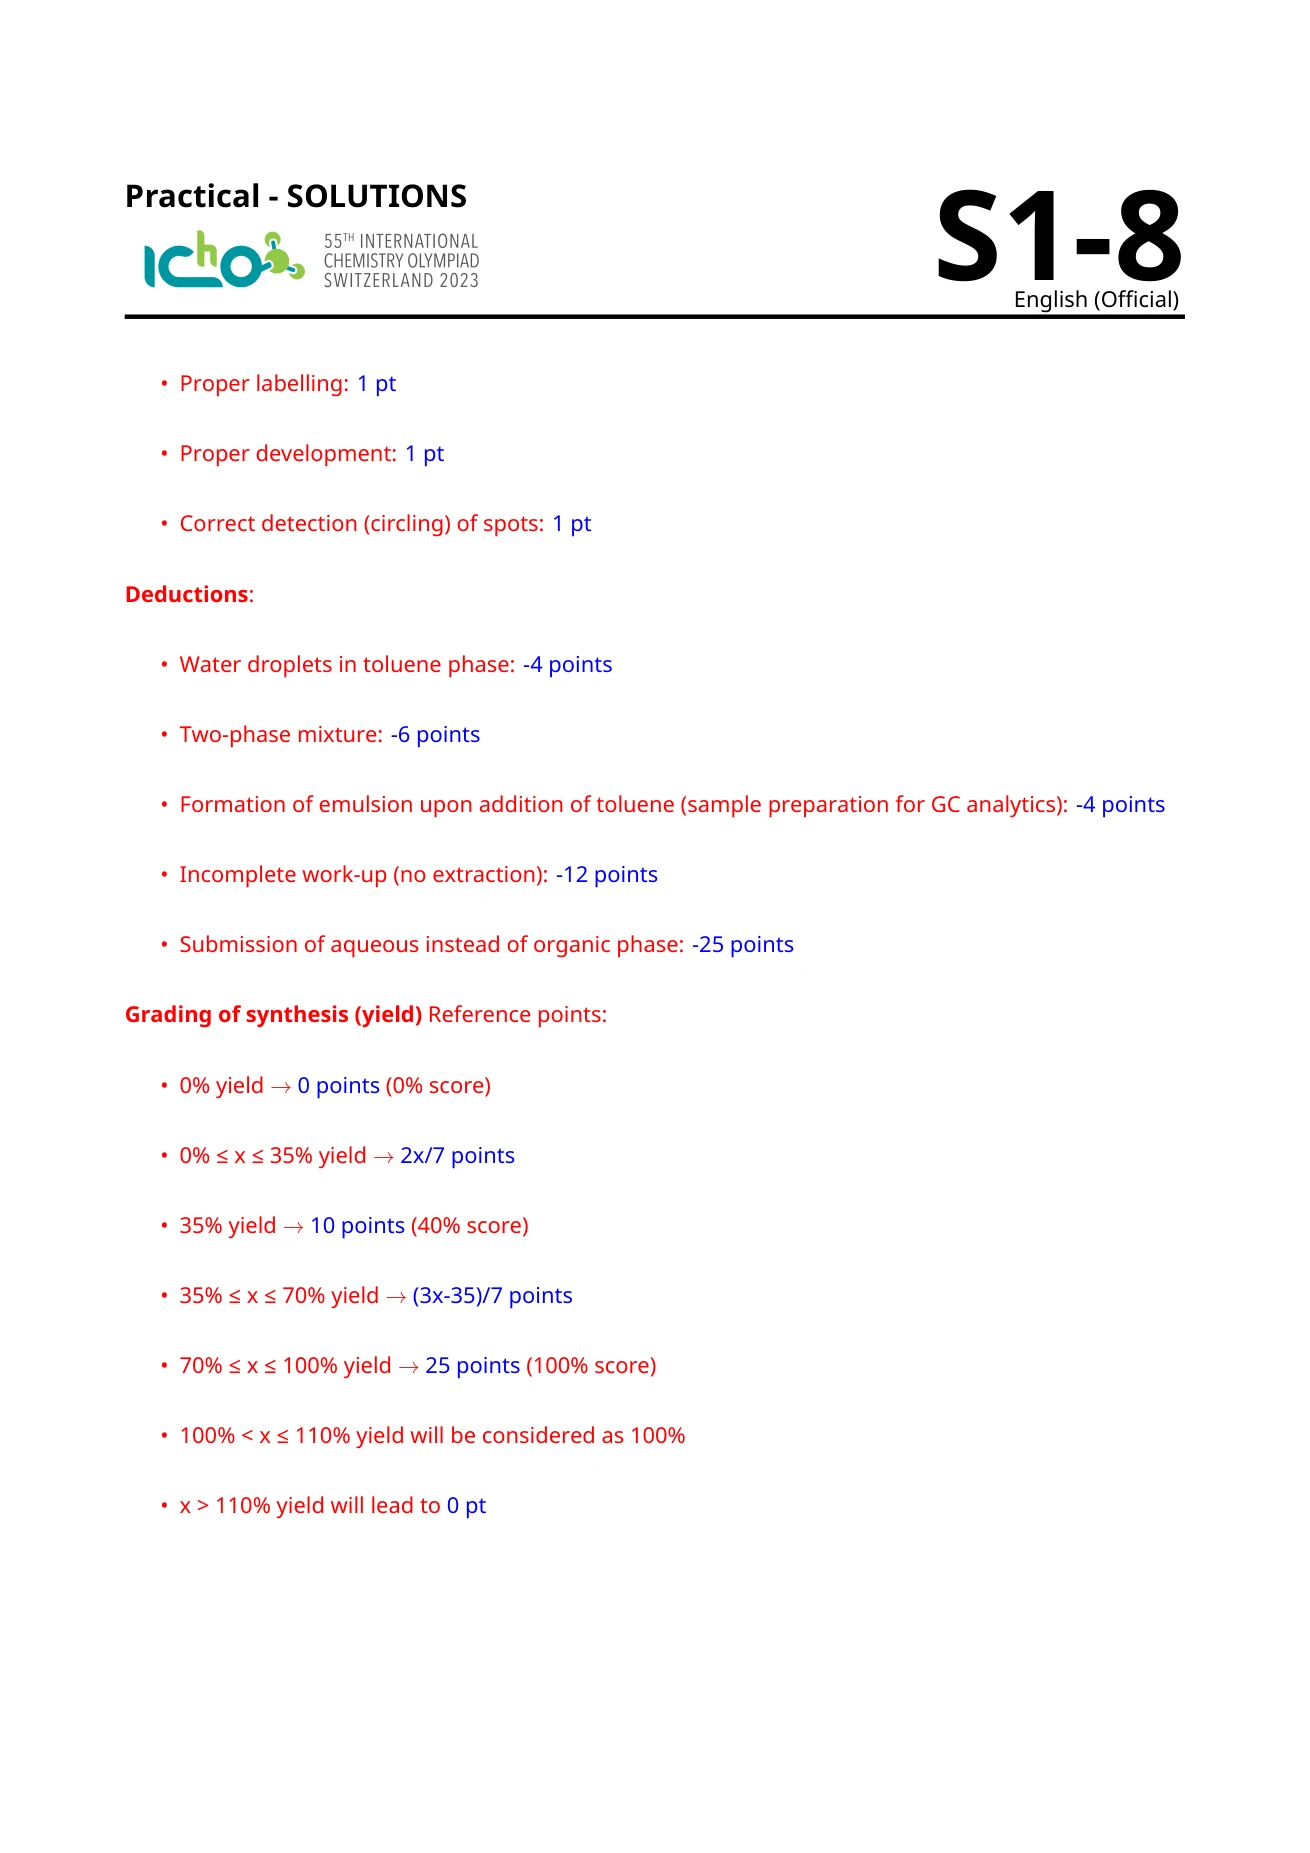 Practical - SOLUTIONS
IChO
55TH INTERNATIONAL
CHEMISTRY OLYMPIAD
SWITZERLAND 2023
S1-8
English (Official)
• Proper labelling: 1 pt
• Proper development: 1 pt
• Correct detection (circling) of spots: 1 pt
Deductions:
• Water droplets in toluene phase: -4 points
• Two-phase mixture: -6 points
• Formation of emulsion upon addition of toluene (sample preparation for GC analytics): -4 points
• Incomplete work-up (no extraction): -12 points
• Submission of aqueous instead of organic phase: -25 points
Grading of synthesis (yield) Reference points:
• 0% yield → 0 points (0% score)
• 0% ≤ x ≤ 35% yield → 2x/7 points
• 35% yield → 10 points (40% score)
• 35% ≤ x ≤ 70% yield → (3x-35)/7 points
• 70% ≤ x ≤ 100% yield → 25 points (100% score)
• 100% < x ≤ 110% yield will be considered as 100%
• x > 110% yield will lead to 0 pt